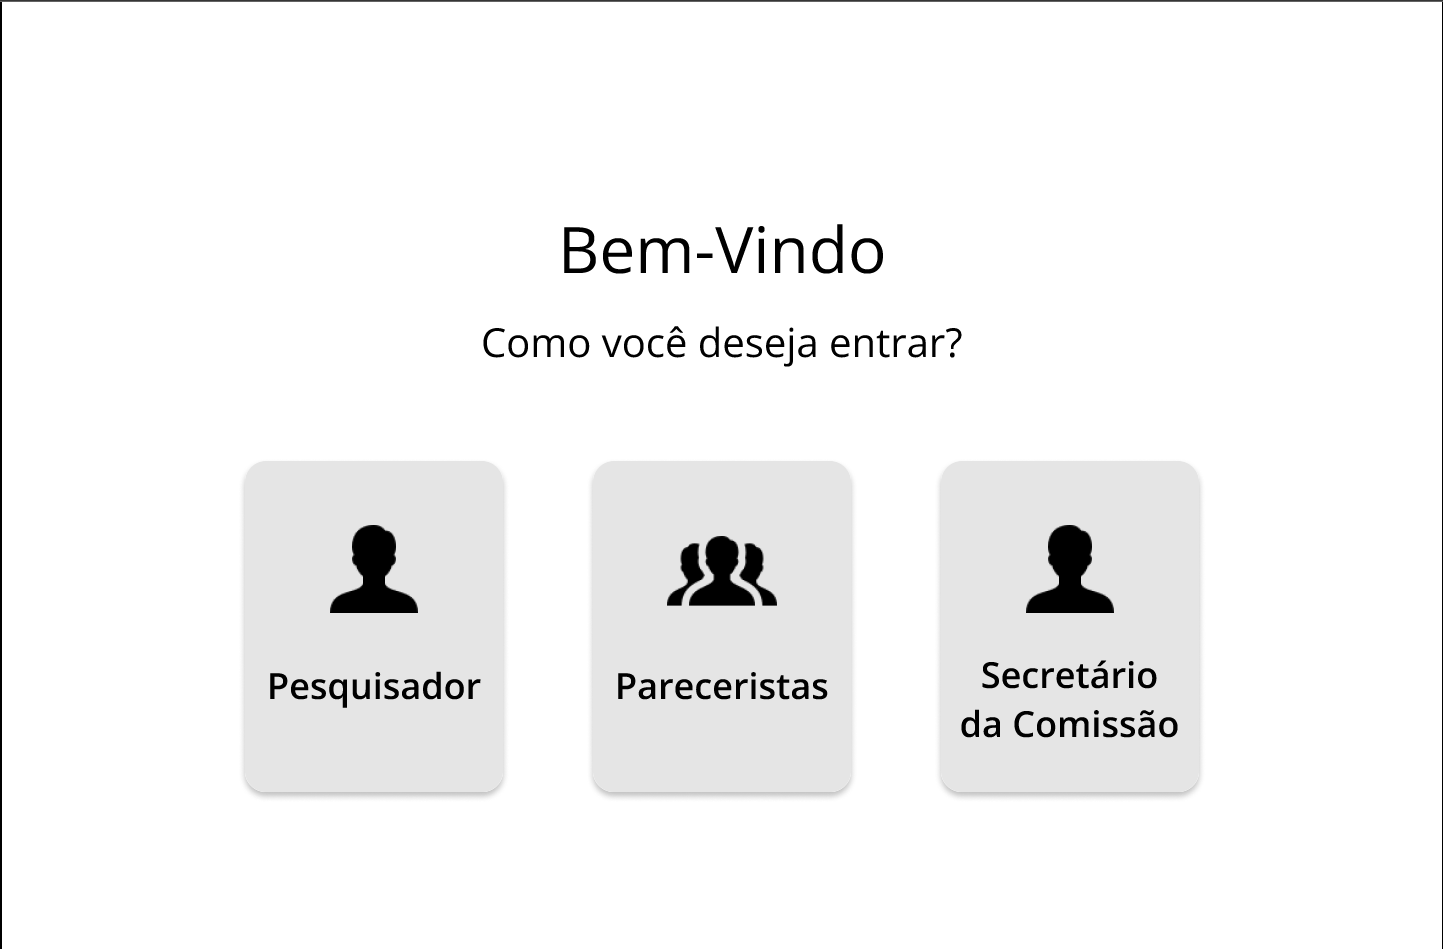 Bem-Vindo
Como você deseja entrar?
Pesquisador
Pareceristas
Secretário
da Comissão